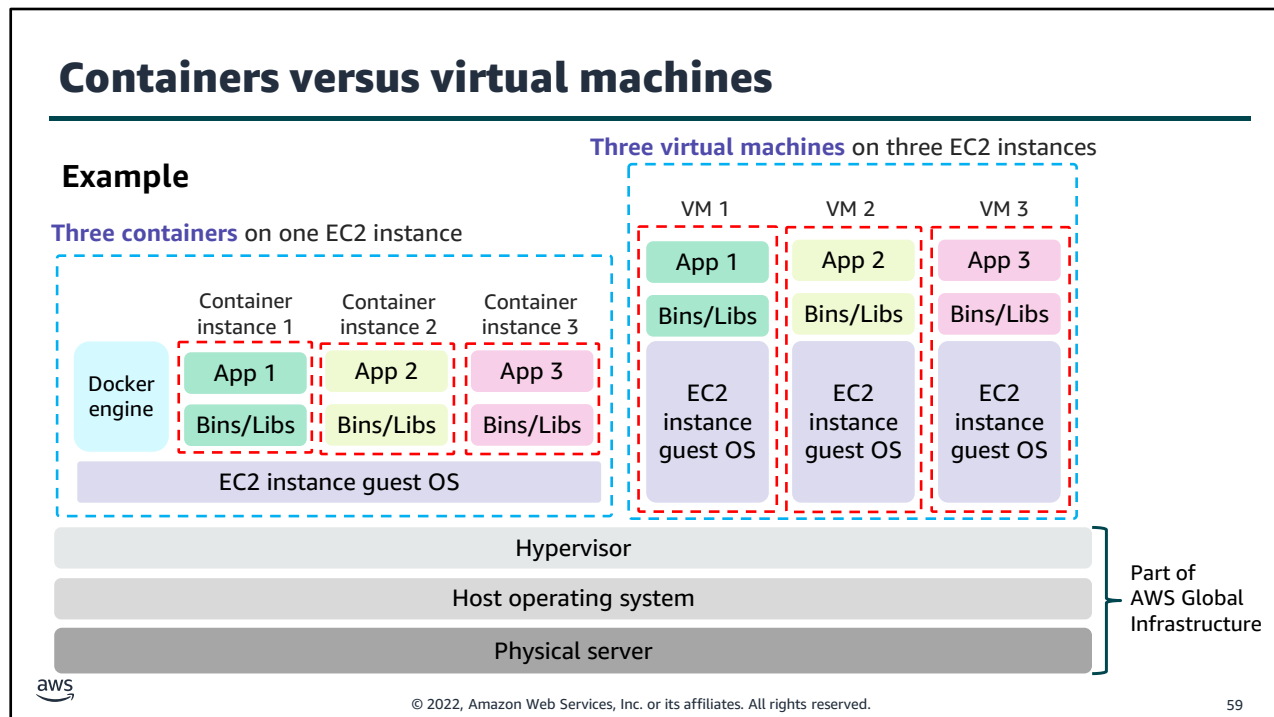 Containers versus virtual machines
Example
Three containers on one EC2 instance
Docker
engine
Container
instance 1
Container
instance 2
Container
instance 3
App 1
App 2
App 3
Bins/Libs
Bins/Libs
Bins/Libs
EC2 instance guest OS
Three virtual machines on three EC2 instances
VM 1
VM 2
VM 3
App 1
App 2
App 3
Bins/Libs
Bins/Libs
Bins/Libs
EC2
instance
guest OS
EC2
instance
guest OS
EC2
instance
guest OS
Hypervisor
Host operating system
Physical server
Part of
AWS Global
Infrastructure
aws
© 2022, Amazon Web Services, Inc. or its affiliates. All rights reserved.
59